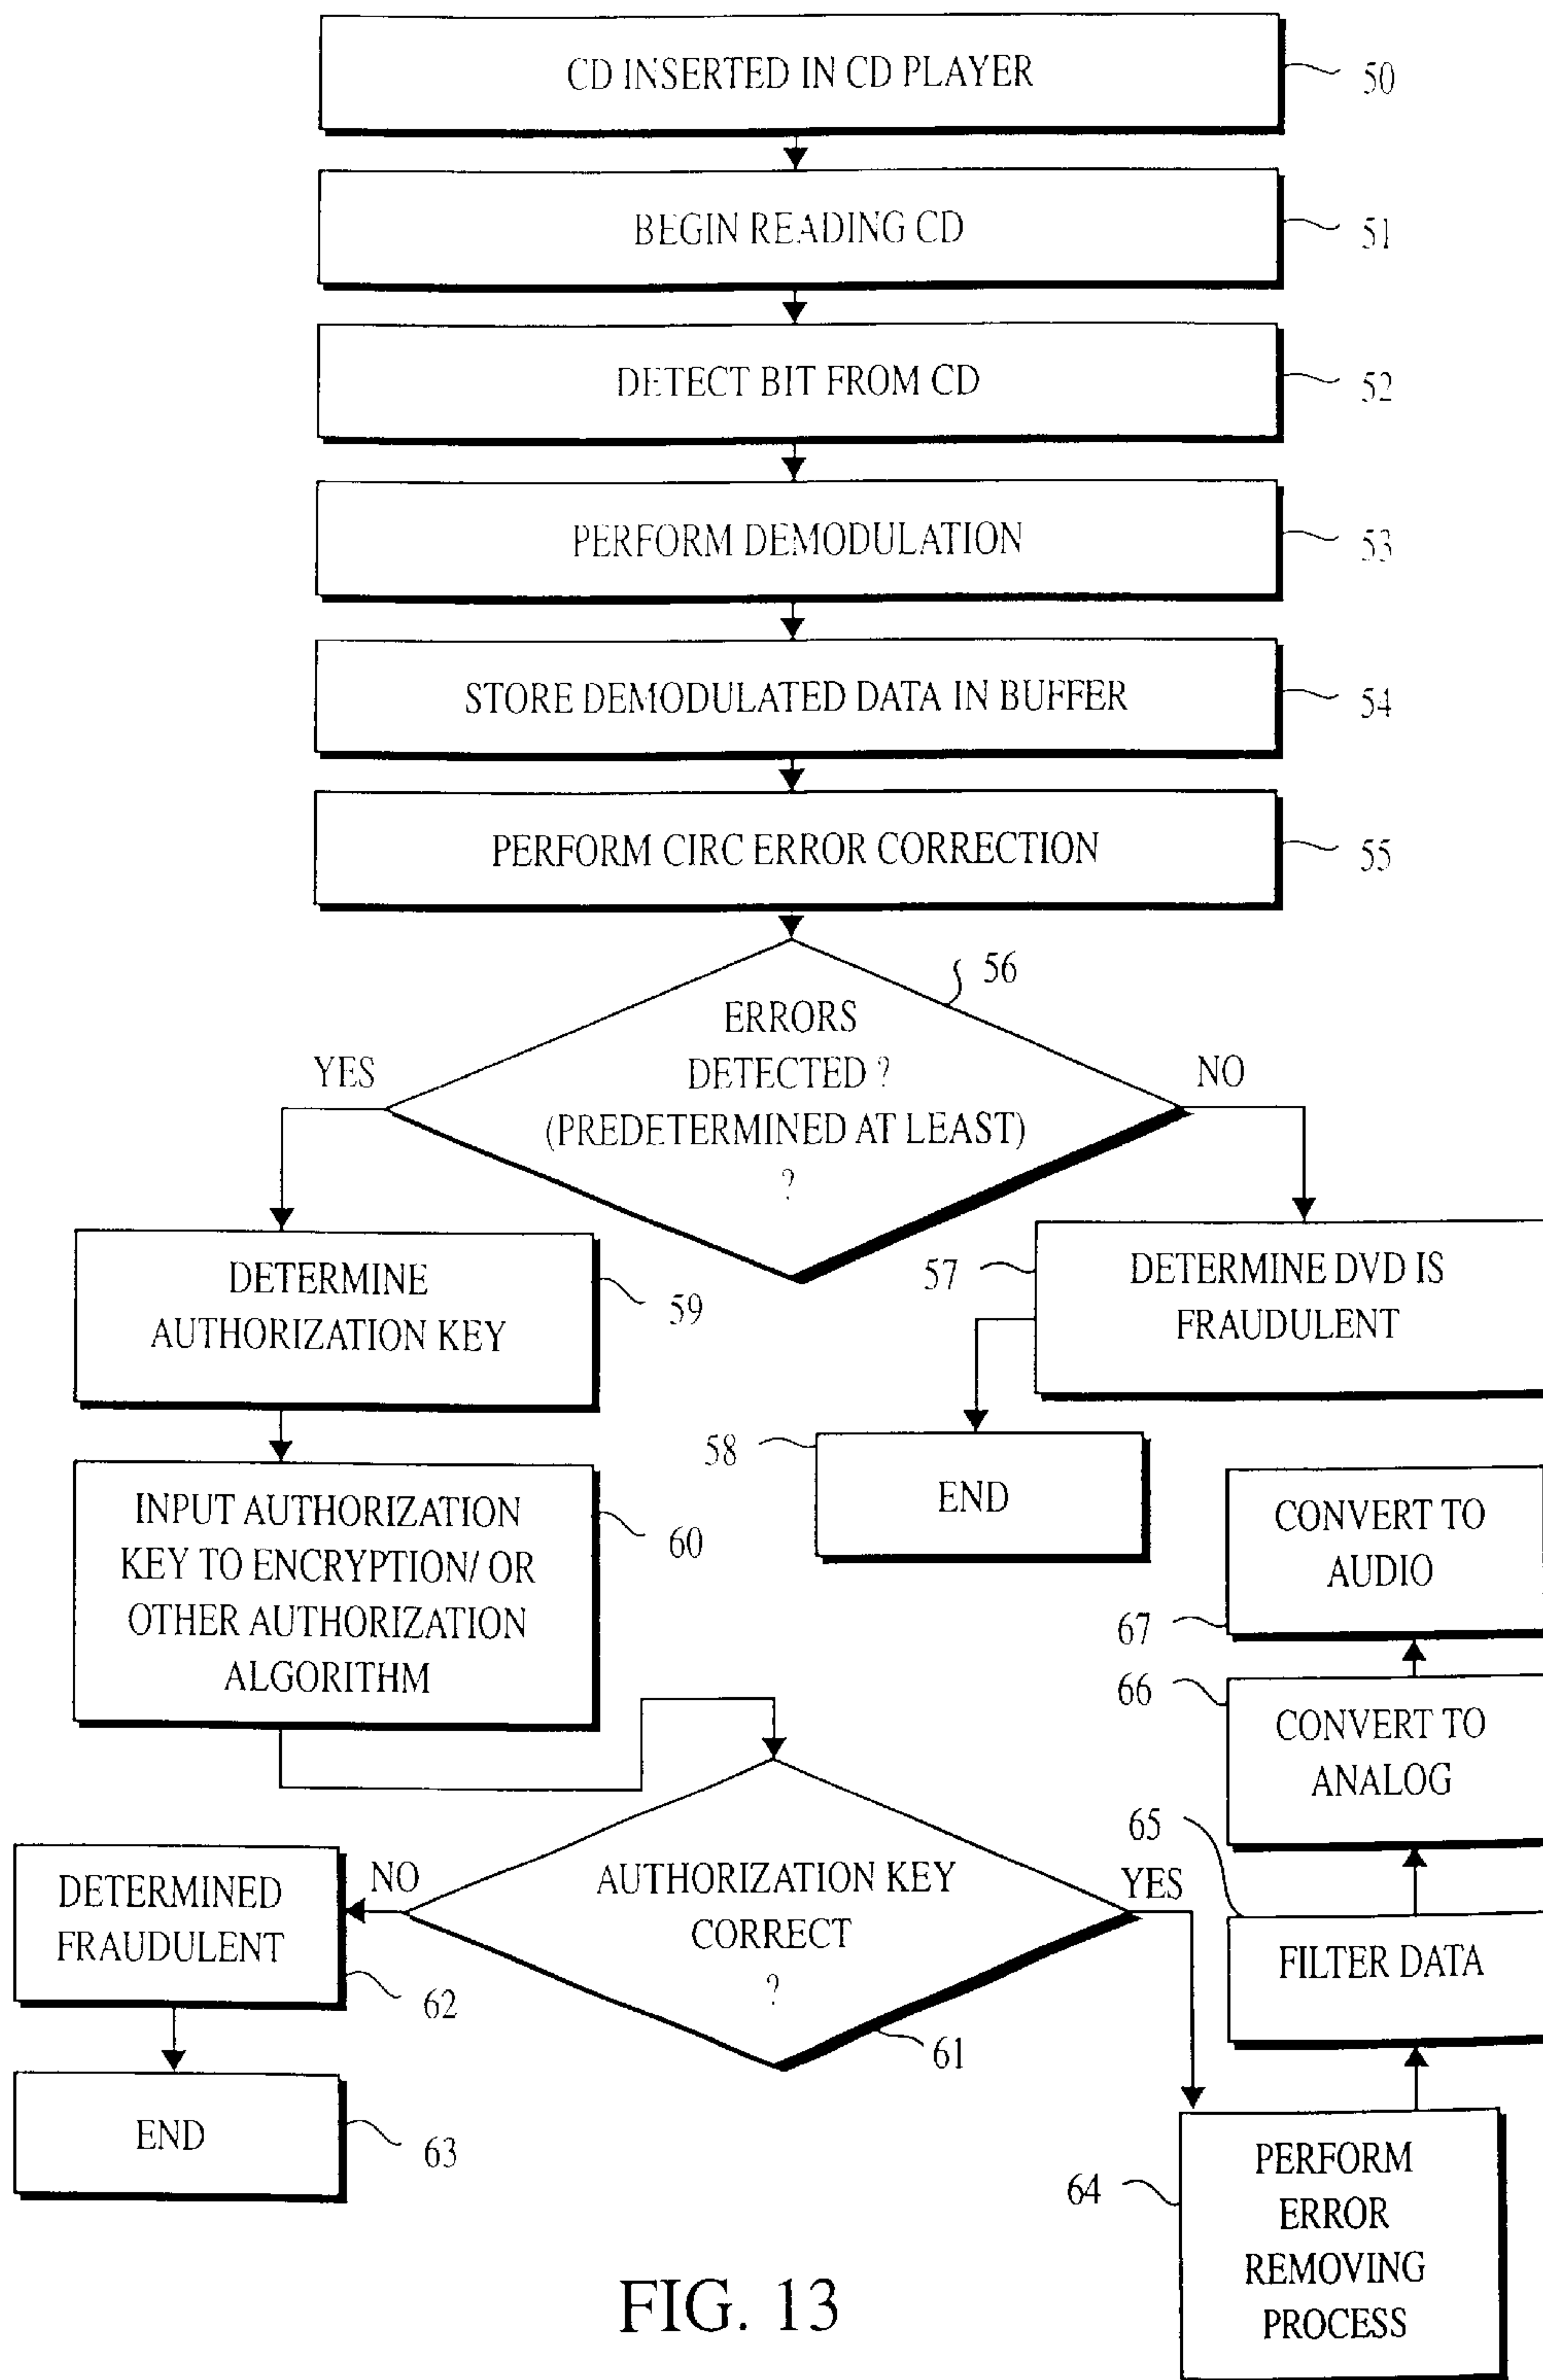 CD INSERTED IN CD PLAYER
50
BEGIN READING CD
51
DETECT BIT FROM CD
52
PERFORM DEMODULATION
53
STORE DEMODULATED DATA IN BUFFER
54
PERFORM CIRC ERROR CORRECTION
55
56
ERRORS
DETECTED ?
(PREDETERMINED AT LEAST)
?
YES
NO
DETERMINE
AUTHORIZATION KEY
59
57
DETERMINE DVD IS
FRAUDULENT
58
END
INPUT AUTHORIZATION
KEY TO ENCRYPTION/ OR
OTHER AUTHORIZATION
ALGORITHM
60
CONVERT TO
AUDIO
67
66
CONVERT TO
ANALOG
65
FILTER DATA
AUTHORIZATION KEY
CORRECT
?
NO
YES
61
DETERMINED
FRAUDULENT
62
END
63
64
PERFORM
ERROR
REMOVING
PROCESS
FIG. 13